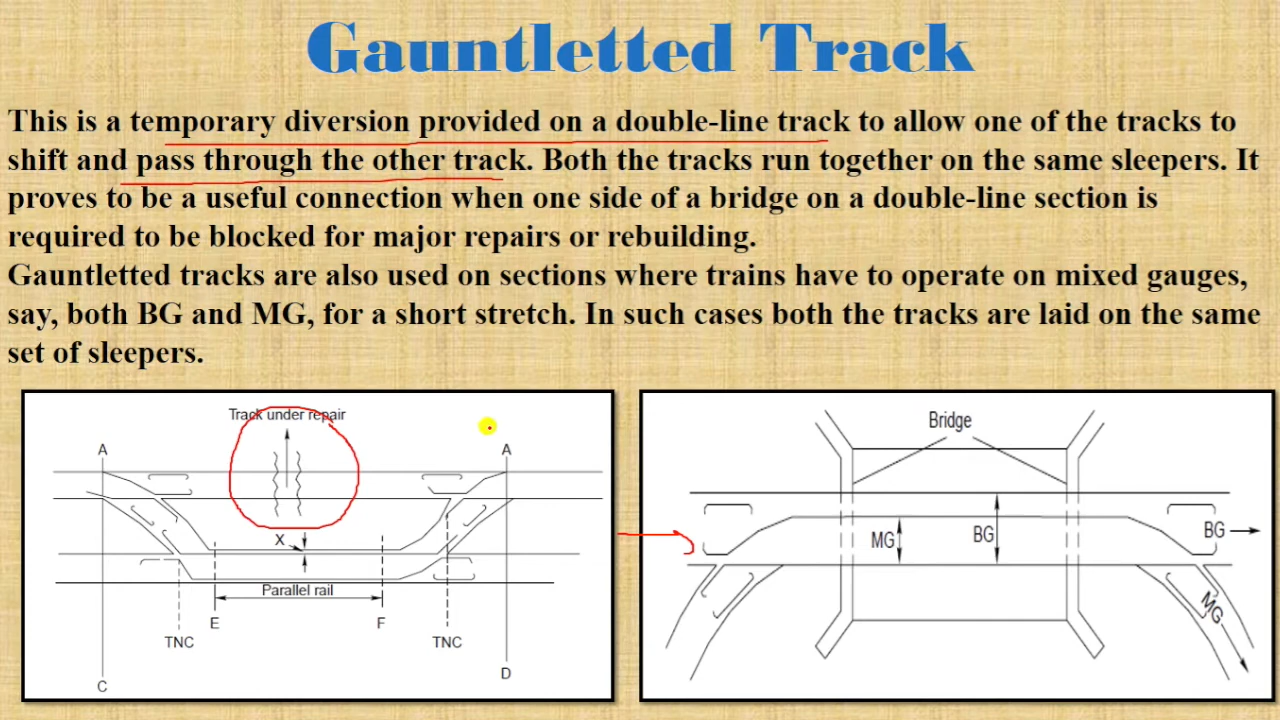 Gauntletted Track
This is a temporary diversion provided on a double-line track to allow one of the tracks to
shift and pass through the other track. Both the tracks run together on the same sleepers. It
proves to be a useful connection when one side of a bridge on a double-line section is
required to be blocked for major repairs or rebuilding.
Gauntletted tracks are also used on sections where trains have to operate on mixed gauges,
say, both BG and MG, for a short stretch. In such cases both the tracks are laid on the same
set of sleepers.
Track under repair
A
A
X
Parallel rail
E
F
TNC
TNC
C
D
Bridge
MG
BG
BG
MG